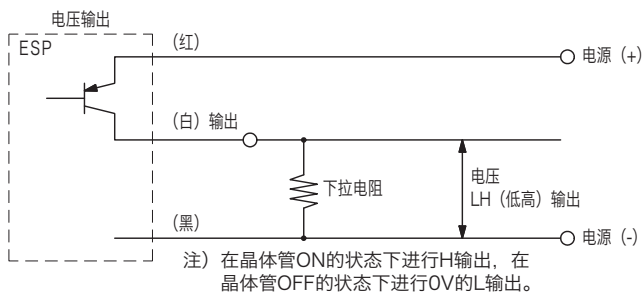 电压输出
ESP
（红）
电源（+）
（白）输出
下拉电阻
电压
LH（低高）输出
（黑）
电源（-）
注）在晶体管ON的状态下进行H输出，在
晶体管OFF的状态下进行0V的L输出。